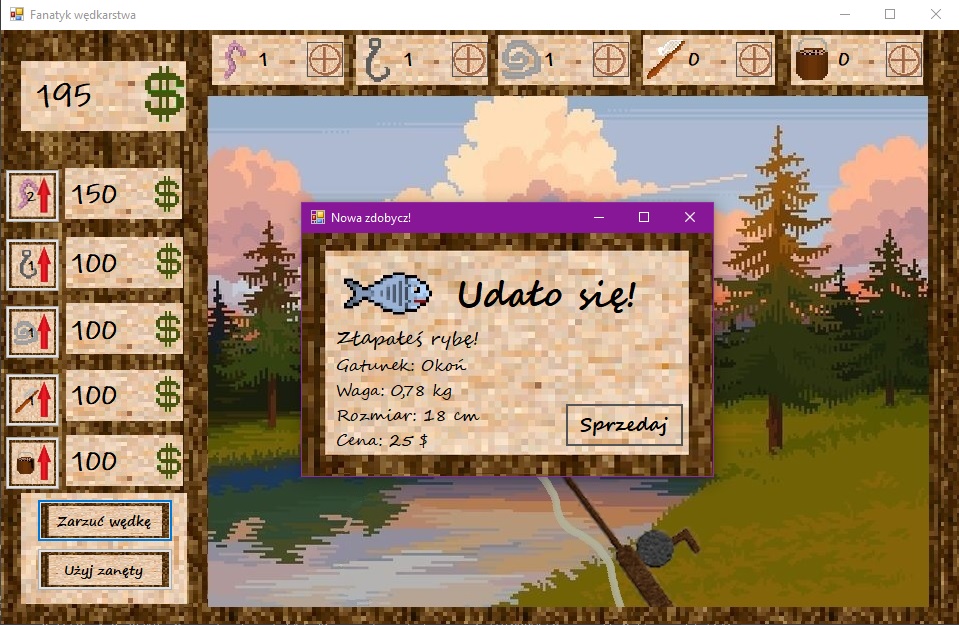 Fanatyk wędkarstwa
1 1 1 0 0
195 $
2 150 $
1 100 $
1 100 $
100 $
100 $
Zarzuć wędkę
Użyj zanęty
Nowa zdobycz!
Udało się!
Złapałeś rybę!
Gatunek: Okoń
Waga: 0,78 kg
Rozmiar: 18 cm
Cena: 25 $
Sprzedaj